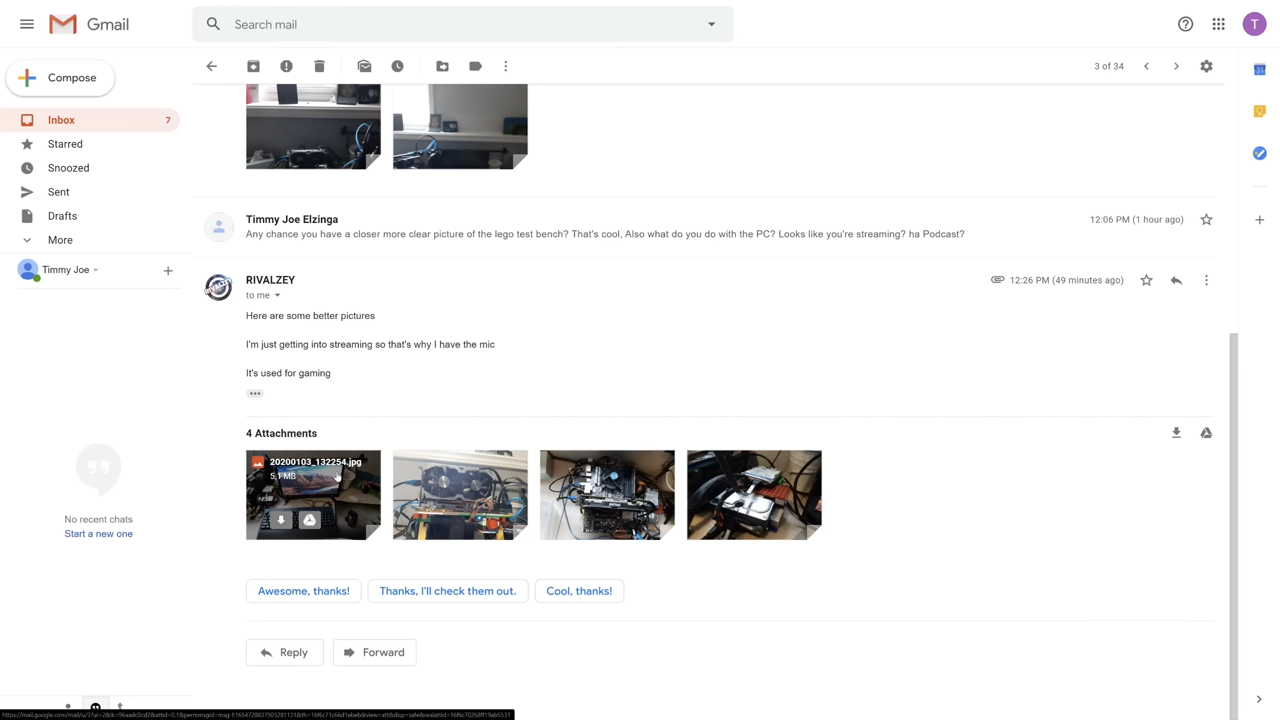 Gmail
Search mail
T
Compose
3 of 34
Inbox 7
Starred
Snoozed
Sent
Drafts
More
Timmy Joe
No recent chats
Start a new one
Timmy Joe Elzinga
12:06 PM (1 hour ago)
Any chance you have a closer more clear picture of the lego test bench? That's cool, Also what do you do with the PC? Looks like you're streaming? ha Podcast?
RIVALZEY
12:26 PM (49 minutes ago)
to me
Here are some better pictures
I'm just getting into streaming so that's why I have the mic
It's used for gaming
4 Attachments
20200103_132254.jpg
5.1 MB
Awesome, thanks!
Thanks, I'll check them out.
Cool, thanks!
Reply
Forward